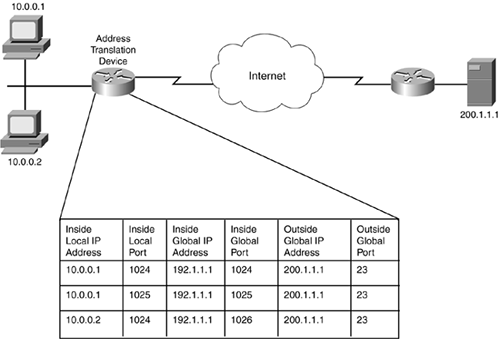 10.0.0.1
Address
Translation
Device
Internet
10.0.0.2
200.1.1.1
Inside
Local IP
Address
Inside
Local
Port
Inside
Global IP
Address
Inside
Global
Port
Outside
Global IP
Address
Outside
Global
Port
10.0.0.1 1024 192.1.1.1 1024 200.1.1.1 23
10.0.0.1 1025 192.1.1.1 1025 200.1.1.1 23
10.0.0.2 1024 192.1.1.1 1026 200.1.1.1 23